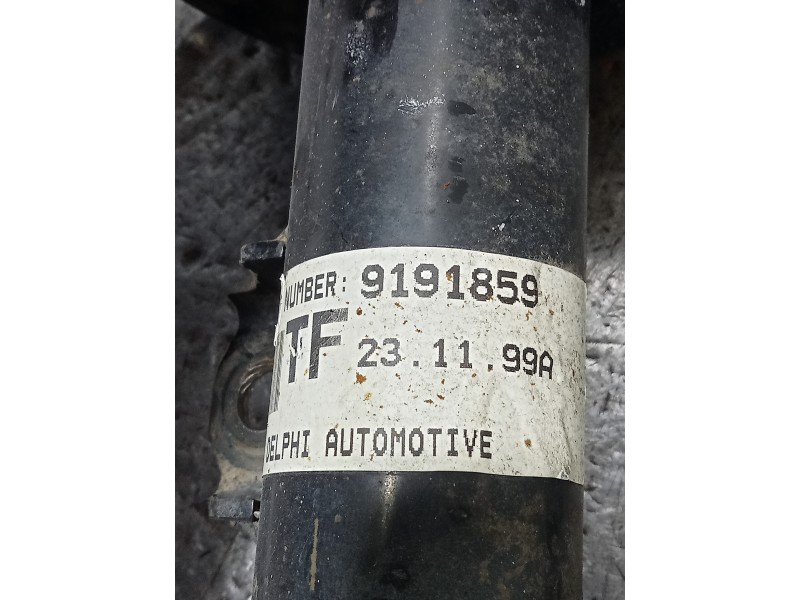 NUMBER: 9191859
TF 23.11.99A
DELPHI AUTOMOTIVE